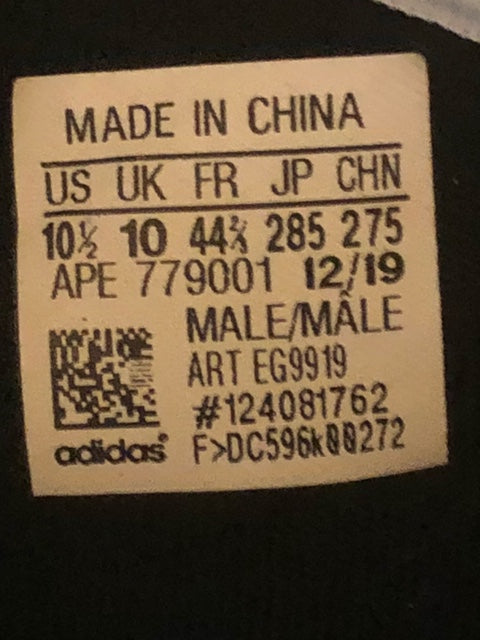 MADE IN CHINA
US UK FR JP CHN
10½ 10 44⅔ 285 275
APE 779001 12/19
MALE/MÂLE
ART EG9919
#124081762
F>DC596k00272
adidas